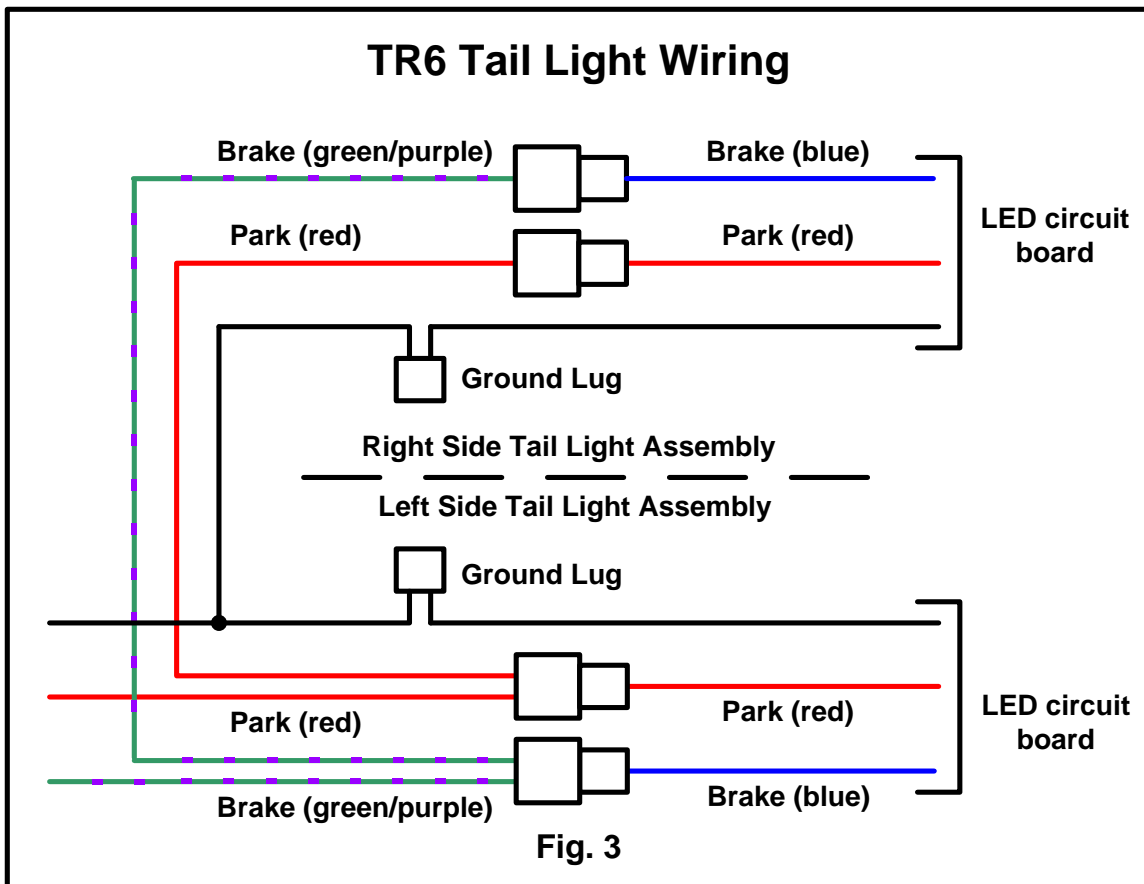 TR6 Tail Light Wiring
Brake (green/purple)
Brake (blue)
Park (red)
Park (red)
LED circuit
board
Ground Lug
Right Side Tail Light Assembly
Left Side Tail Light Assembly
Ground Lug
Park (red)
Park (red)
LED circuit
board
Brake (green/purple)
Brake (blue)
Fig. 3